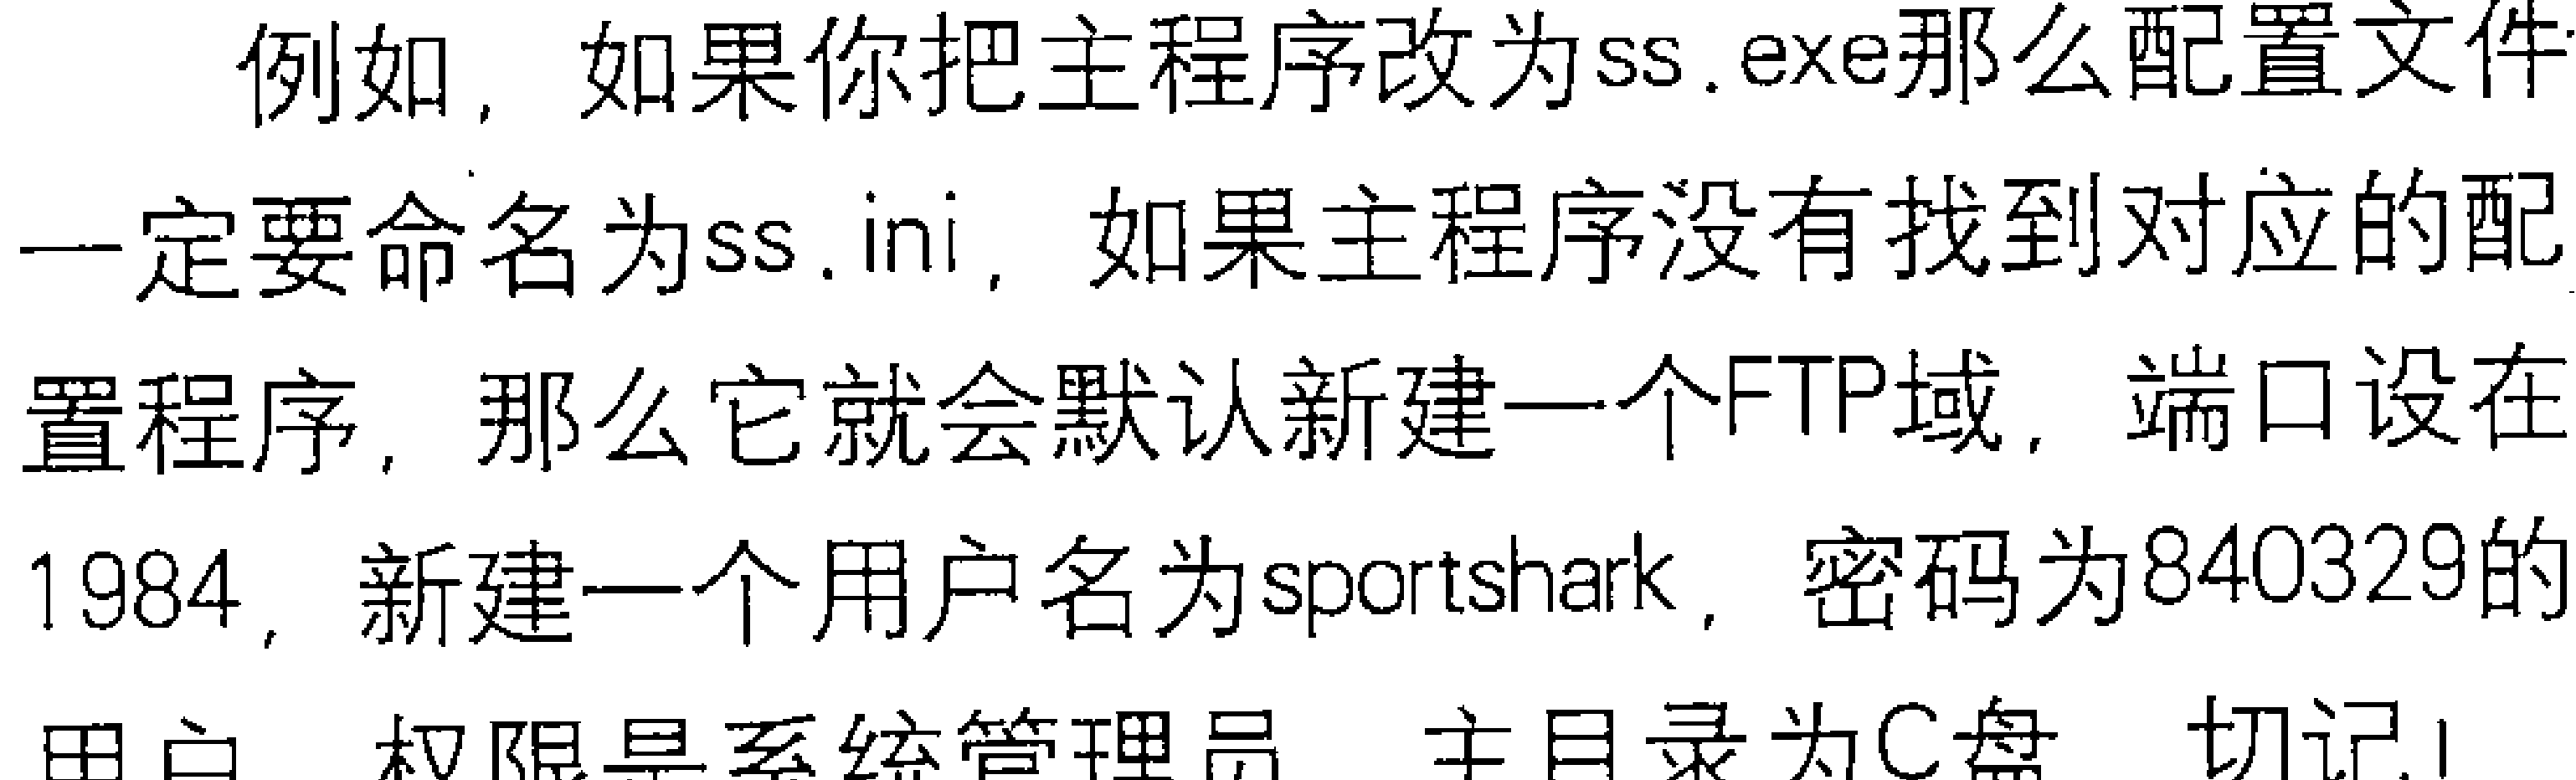 例如，如果你把主程序改为ss.exe那么配置文件
一定要命名为ss.ini，如果主程序没有找到对应的配
置程序，那么它就会默认新建一个FTP域，端口设在
1984，新建一个用户名为sportshark，密码为840329的
用户，权限是系统管理员，主目录为C盘，切记！